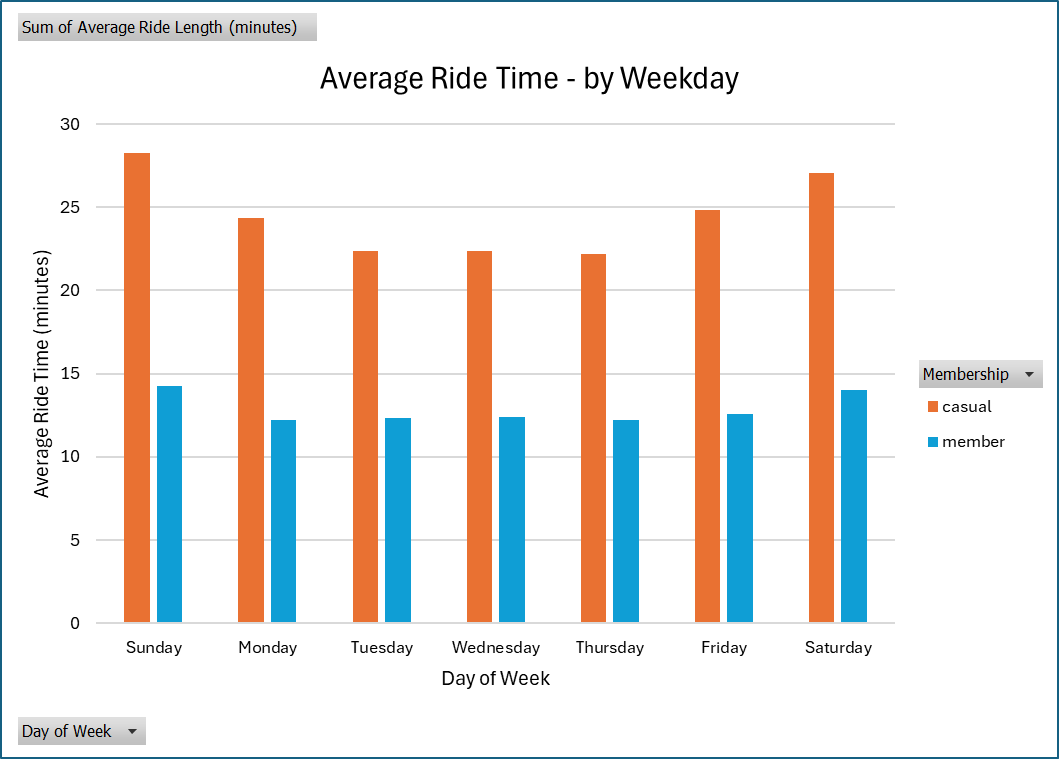 Sum of Average Ride Length (minutes)
Average Ride Time - by Weekday
30
25
20
15
10
5
0
Average Ride Time (minutes)
Sunday Monday Tuesday Wednesday Thursday Friday Saturday
Day of Week
Membership
casual
member
Day of Week